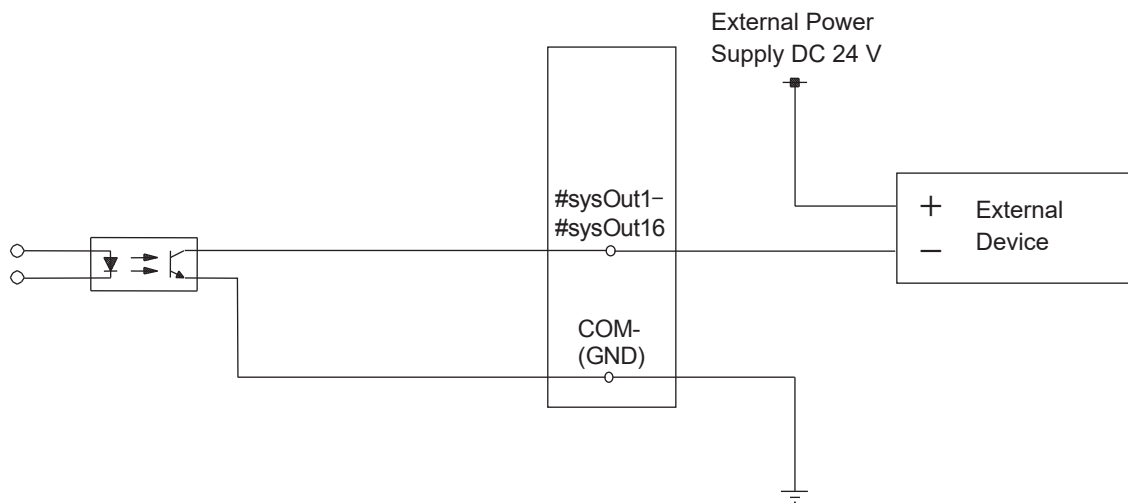 External Power
Supply DC 24 V
#sysOut1−
#sysOut16
+ External
− Device
COM-
(GND)